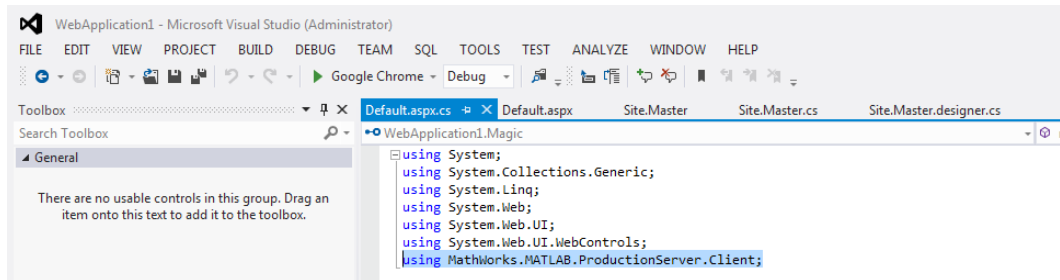 WebApplication1 - Microsoft Visual Studio (Administrator)
FILE EDIT VIEW PROJECT BUILD DEBUG TEAM SQL TOOLS TEST ANALYZE WINDOW HELP
Google Chrome Debug
Toolbox
Default.aspx.cs Default.aspx Site.Master Site.Master.cs Site.Master.designer.cs
Search Toolbox
WebApplication1.Magic
General
using System;
using System.Collections.Generic;
using System.Linq;
using System.Web;
using System.Web.UI;
using System.Web.UI.WebControls;
using MathWorks.MATLAB.ProductionServer.Client;
There are no usable controls in this group. Drag an
item onto this text to add it to the toolbox.